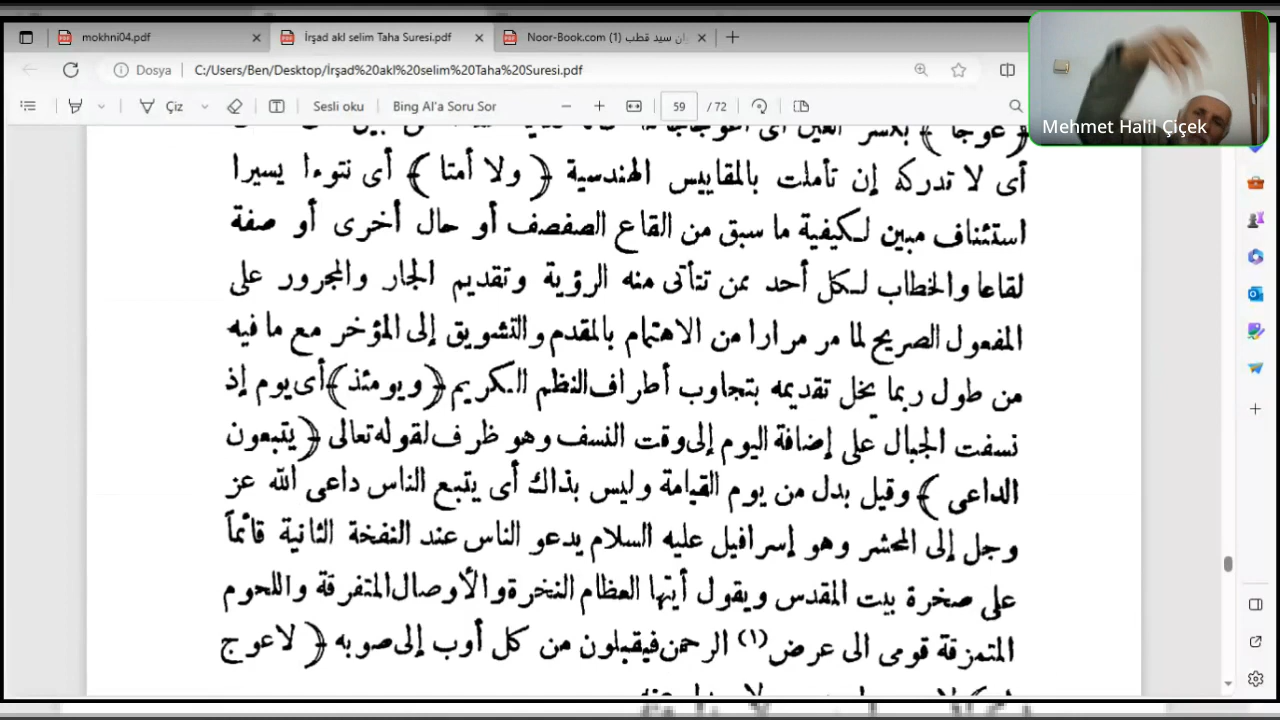 mokhni04.pdf
İrşad akl selim Taha Suresi.pdf
Noor-Book.com (1) ان سيد قطب
Dosya
C:/Users/Ben/Desktop/İrşad%20akl%20selim%20Taha%20Suresi.pdf
Çiz
Sesli oku
Bing AI'a Soru Sor
59
/ 72
Mehmet Halil Çiçek
أى لا تدركه إن تأملت بالمقاييس الهندسية ﴿ ولا أمتا ﴾ أى نتوءا يسيرا
استئناف مبين لكيفية ما سبق من القاع الصفصف أو حال أخرى أو صفة
لقاعا والخطاب لكل أحد ممن تتأتى منه الرؤية وتقديم الجار والمجرور على
المفعول الصريح لما مر مرارا من الاهتمام بالمقدم والتشويق إلى المؤخر مع ما فيه
من طول ربما يخل تقديمه بتجاوب أطراف النظم الكريم ﴿ ويومئذ ﴾ أى يوم إذ
نسفت الجبال على إضافة اليوم إلى وقت النسف وهو ظرف لقوله تعالى ﴿ يتبعون
الداعى ﴾ وقيل بدل من يوم القيامة وليس بذاك أى يتبع الناس داعى الله عز
وجل إلى المحشر وهو إسرافيل عليه السلام يدعو الناس عند النفخة الثانية قائماً
على صخرة بيت المقدس ويقول أيتها العظام النخرة والأوصال المتفرقة واللحوم
المتمزقة قومى الى عرض (١) الرحمن فيقبلون من كل أوب إلى صوبه ﴿ لا عوج